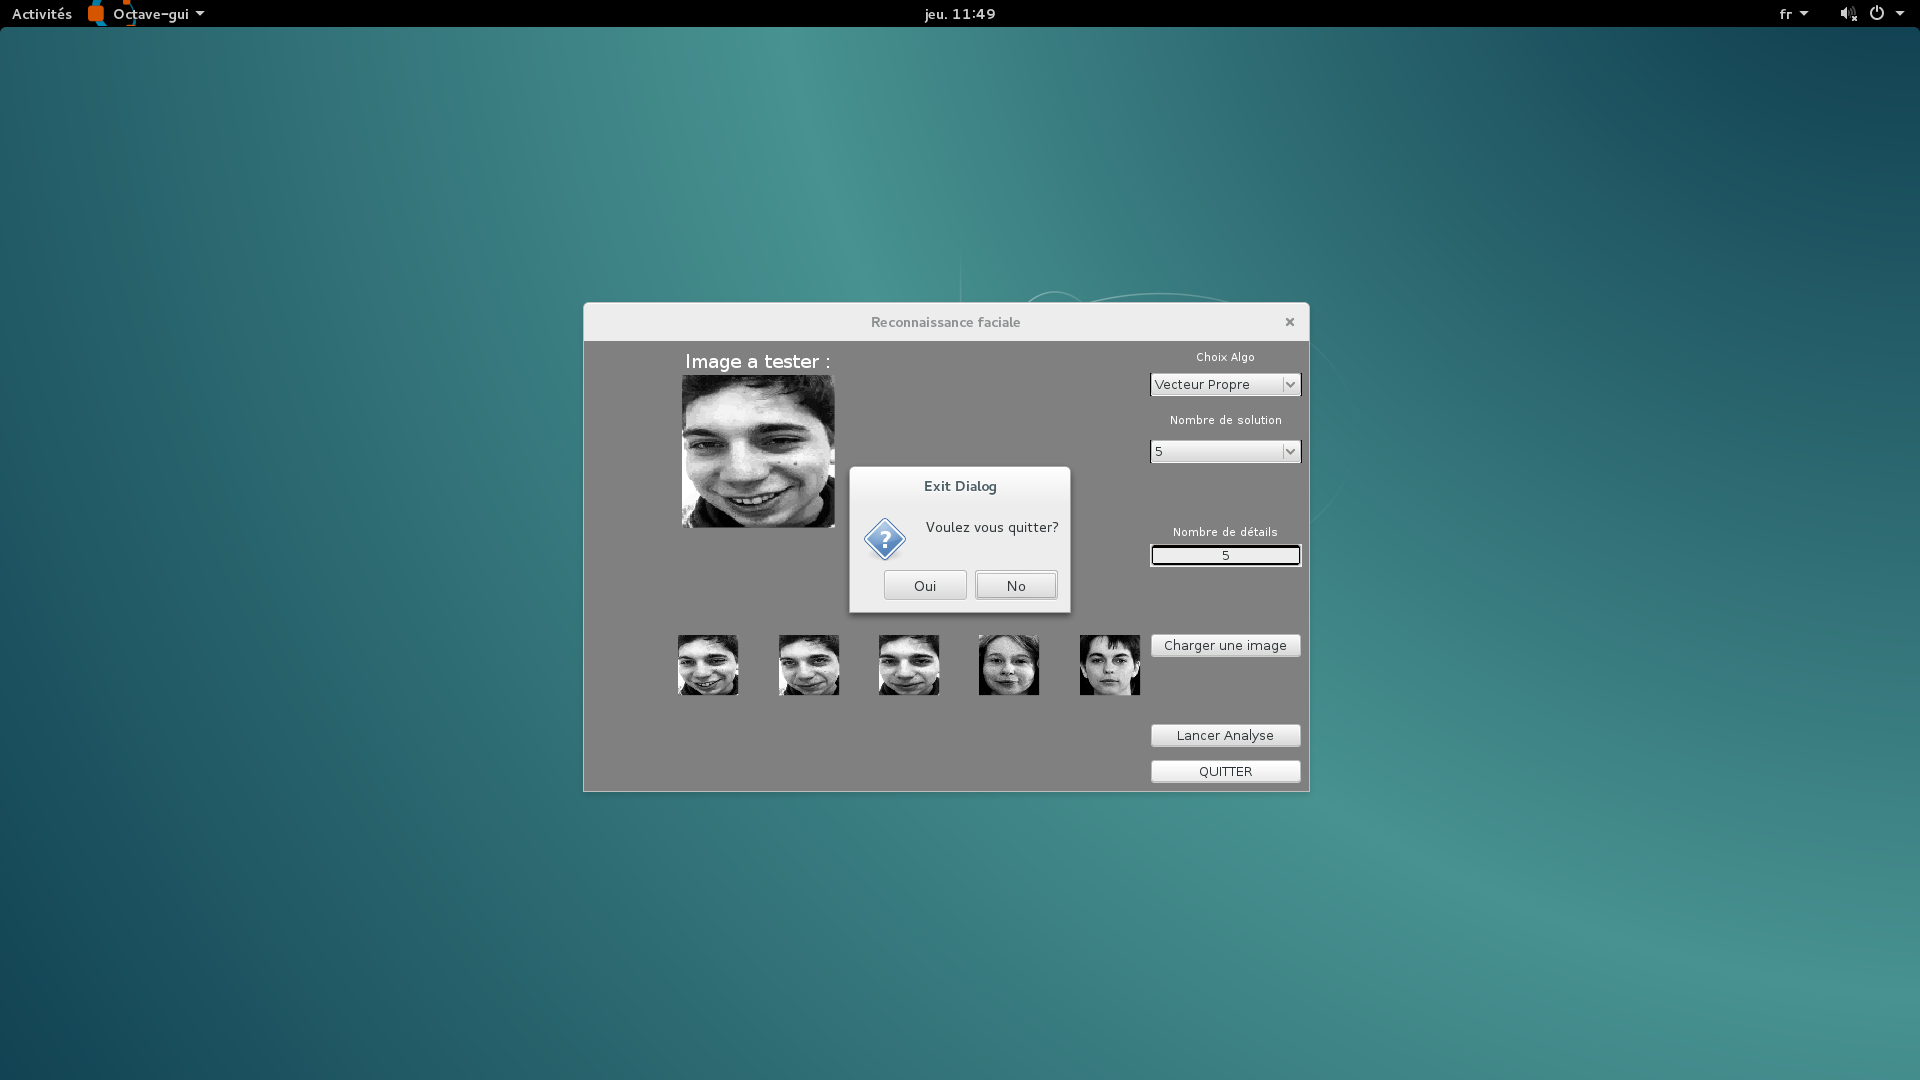 Activités Octave-gui jeu. 11:49 fr
Reconnaissance faciale
Image a tester :
Choix Algo
Vecteur Propre
Nombre de solution
5
Exit Dialog
Voulez vous quitter?
Oui No
Nombre de détails
5
Charger une image
Lancer Analyse
QUITTER